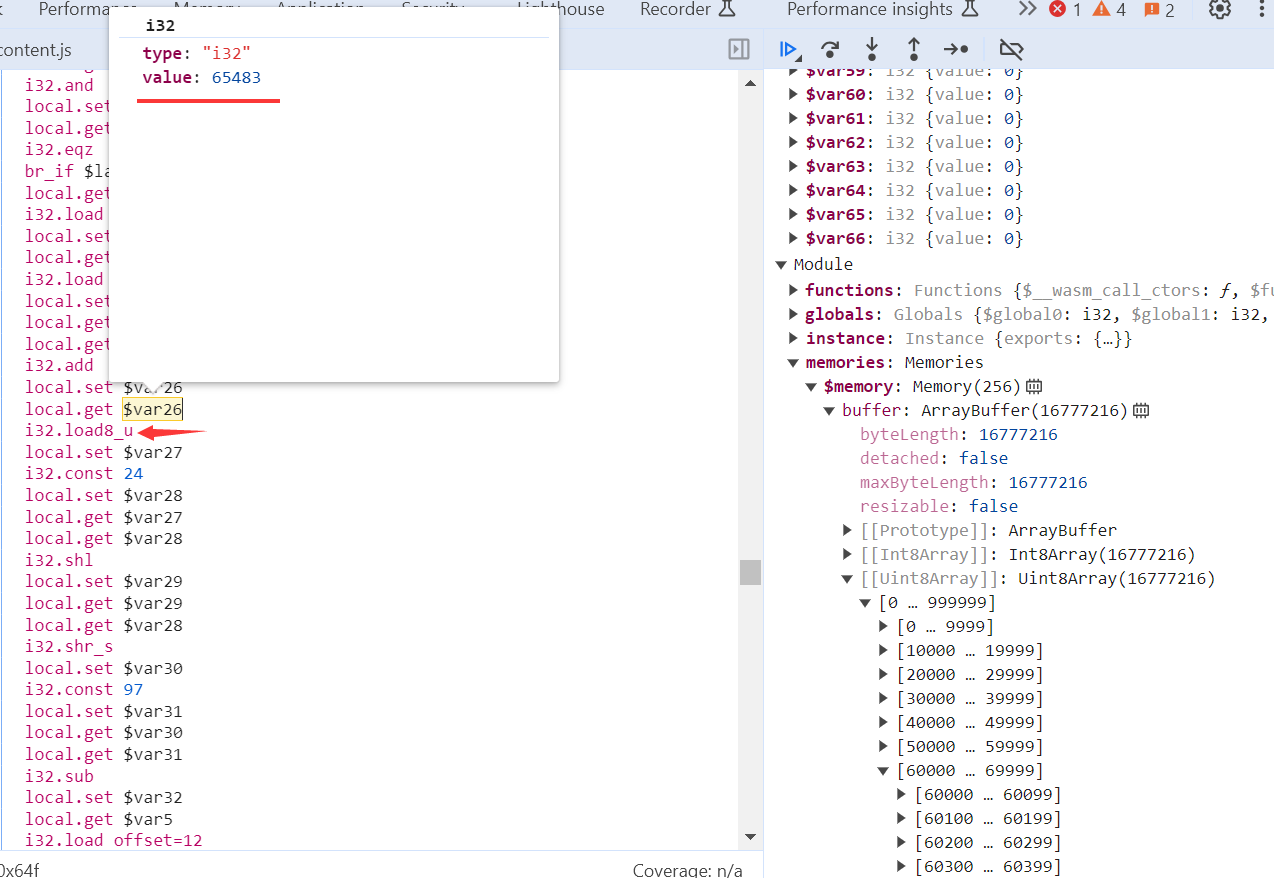 Memory Application Security Lighthouse Recorder Performance insights 1 4 2
content.js
i32
type: "i32"
value: 65483
i32.and
local.set
local.get
i32.eqz
br_if
local.get
i32.load
local.set
local.get
i32.load
local.set
local.get
local.get
i32.add
local.set $var26
local.get $var26
i32.load8_u
local.set $var27
i32.const 24
local.set $var28
local.get $var27
local.get $var28
i32.shl
local.set $var29
local.get $var29
local.get $var28
i32.shr_s
local.set $var30
i32.const 97
local.set $var31
local.get $var30
local.get $var31
i32.sub
local.set $var32
local.get $var5
i32.load offset=12
0x64f
Coverage: n/a
$var59: i32 {value: 0}
$var60: i32 {value: 0}
$var61: i32 {value: 0}
$var62: i32 {value: 0}
$var63: i32 {value: 0}
$var64: i32 {value: 0}
$var65: i32 {value: 0}
$var66: i32 {value: 0}
Module
functions: Functions {$__wasm_call_ctors: ƒ, $fu
globals: Globals {$global0: i32, $global1: i32,
instance: Instance {exports: {…}}
memories: Memories
$memory: Memory(256)
buffer: ArrayBuffer(16777216)
byteLength: 16777216
detached: false
maxByteLength: 16777216
resizable: false
[[Prototype]]: ArrayBuffer
[[Int8Array]]: Int8Array(16777216)
[[Uint8Array]]: Uint8Array(16777216)
[0 … 999999]
[0 … 9999]
[10000 … 19999]
[20000 … 29999]
[30000 … 39999]
[40000 … 49999]
[50000 … 59999]
[60000 … 69999]
[60000 … 60099]
[60100 … 60199]
[60200 … 60299]
[60300 … 60399]